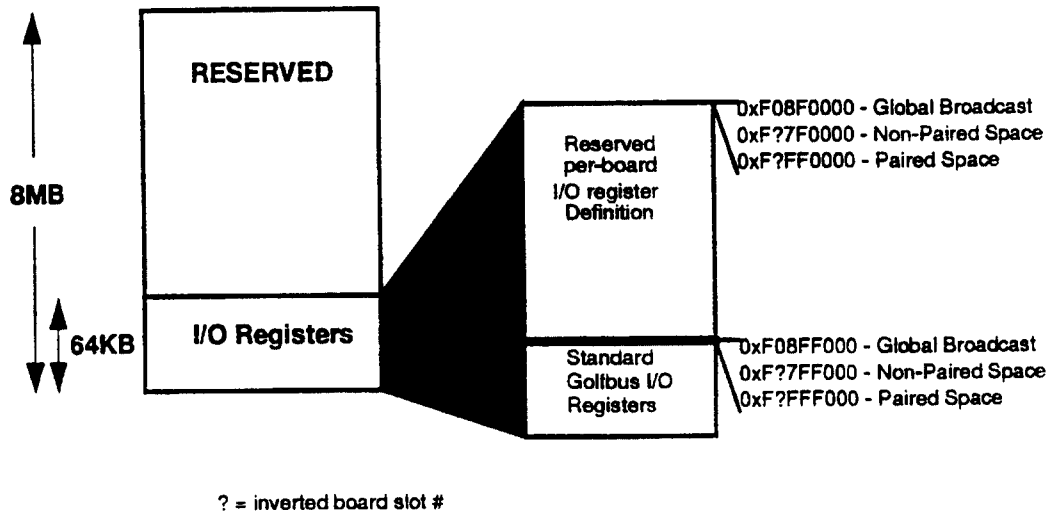 RESERVED
8MB
64KB
I/O Registers
Reserved
per-board
I/O register
Definition
0xF08F0000 - Global Broadcast
0xF?7F0000 - Non-Paired Space
0xF?FF0000 - Paired Space
Standard
Golfbus I/O
Registers
0xF08FF000 - Global Broadcast
0xF?7FF000 - Non-Paired Space
0xF?FFF000 - Paired Space
? = inverted board slot #